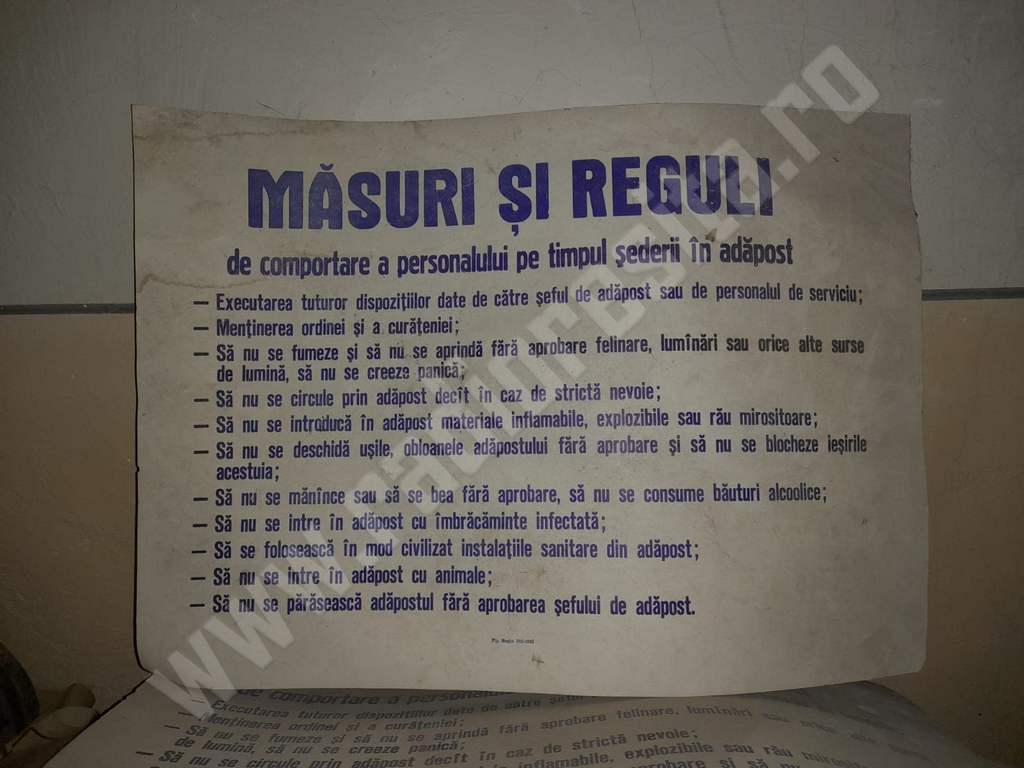 MĂSURI ȘI REGULI
de comportare a personalului pe timpul șederii în adăpost
— Executarea tuturor dispozițiilor date de către șeful de adăpost sau de personalul de serviciu;
— Menținerea ordinei și a curățeniei;
— Să nu se fumeze și să nu se aprindă fără aprobare felinare, lumînări sau orice alte surse
de lumină, să nu se creeze panică;
— Să nu se circule prin adăpost decît în caz de strictă nevoie;
— Să nu se introducă în adăpost materiale inflamabile, explozibile sau rău mirositoare;
— Să nu se deschidă ușile, obloanele adăpostului fără aprobare și să nu se blocheze ieșirile
acestuia;
— Să nu se mănînce sau să se bea fără aprobare, să nu se consume băuturi alcoolice;
— Să nu se intre în adăpost cu îmbrăcăminte infectată;
— Să se folosească în mod civilizat instalațiile sanitare din adăpost;
— Să nu se intre în adăpost cu animale;
— Să nu se părăsească adăpostul fără aprobarea șefului de adăpost.
de comportare a
— Executarea tuturor dispozițiilor date de către
— Menținerea ordinei și a curățeniei;
— Să nu se fumeze și să nu se aprindă fără aprobare felinare, lumînări sau
de lumină, să nu se creeze panică;
— Să nu se circule prin adăpost decît în caz de strictă nevoie;
inflamabile, explozibile sau rău